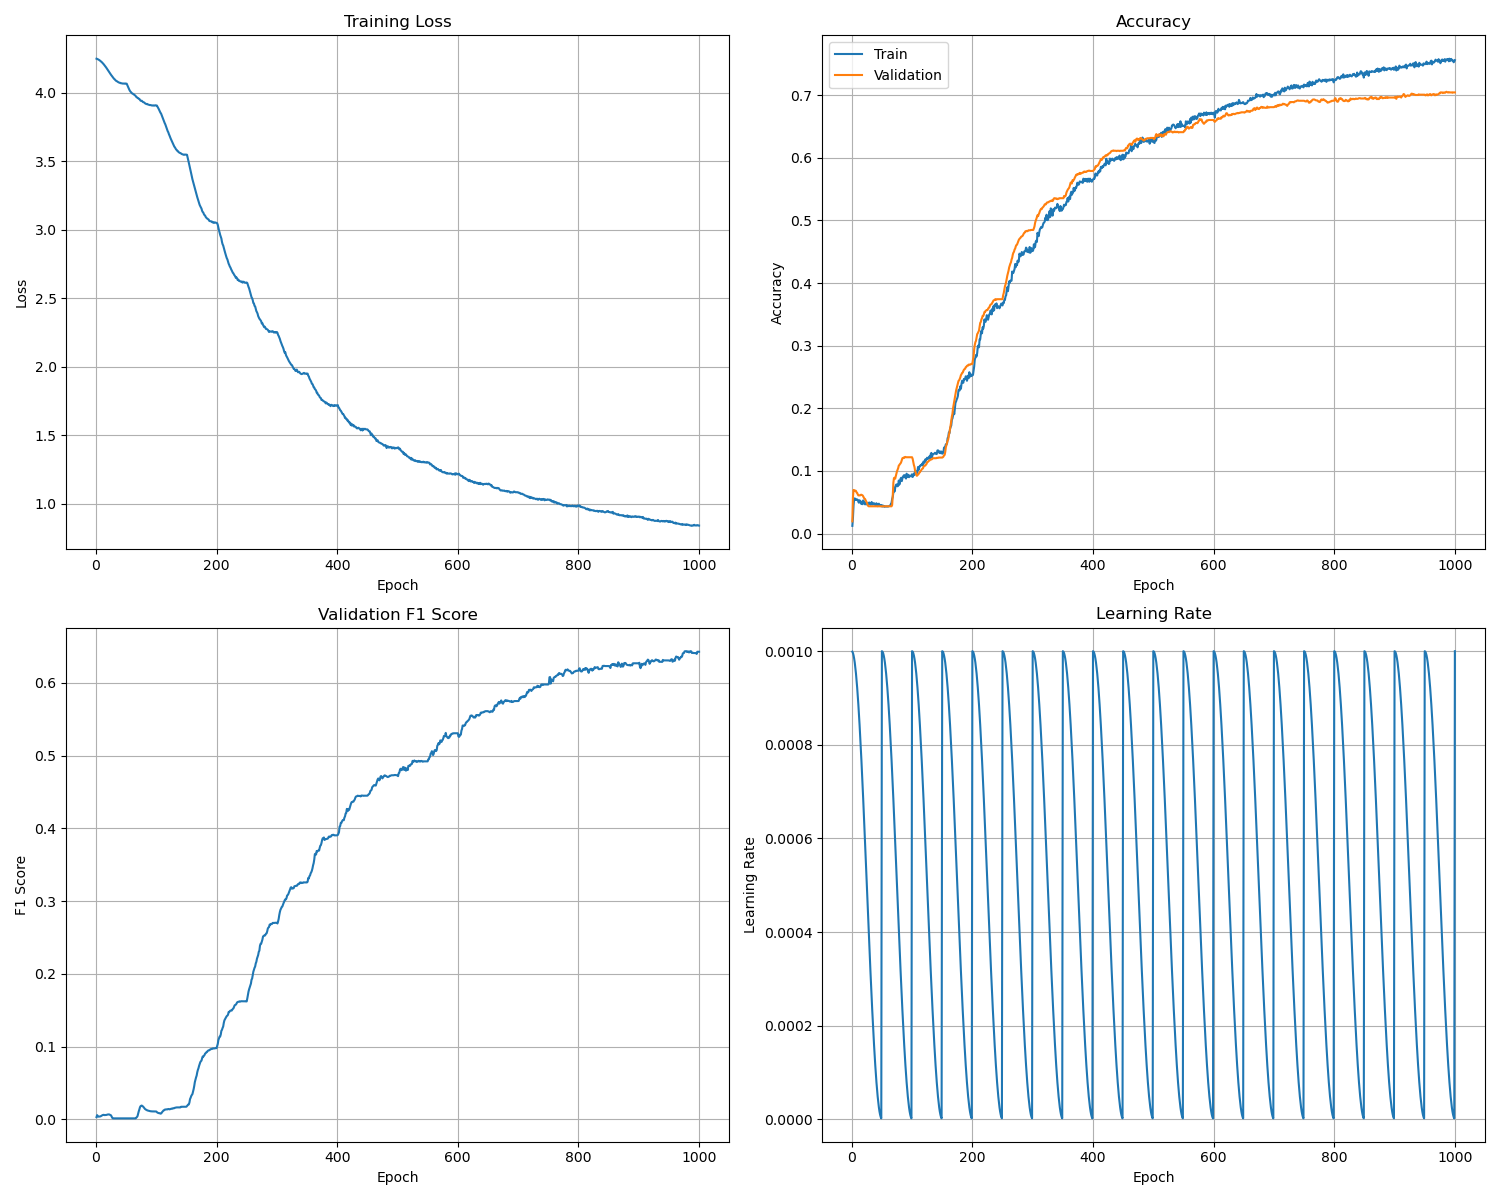 Training Loss
4.0
3.5
3.0
2.5
2.0
1.5
1.0
Loss
0 200 400 600 800 1000
Epoch
Accuracy
Train
Validation
0.7
0.6
0.5
0.4
0.3
0.2
0.1
0.0
Accuracy
0 200 400 600 800 1000
Epoch
Validation F1 Score
0.6
0.5
0.4
0.3
0.2
0.1
0.0
F1 Score
0 200 400 600 800 1000
Epoch
Learning Rate
0.0010
0.0008
0.0006
0.0004
0.0002
0.0000
Learning Rate
0 200 400 600 800 1000
Epoch